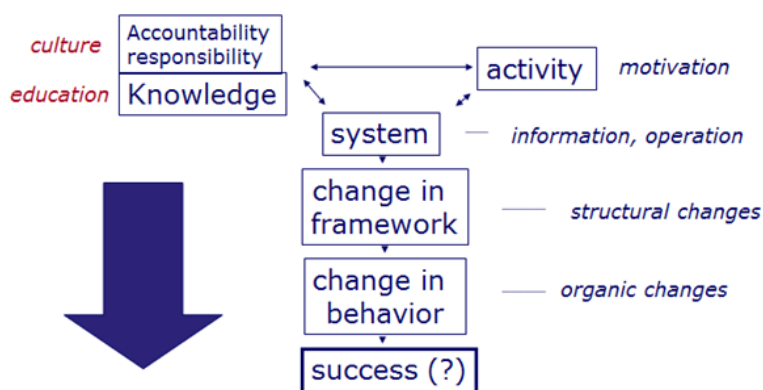 culture
Accountability
responsibility
education
Knowledge
activity
motivation
system
information, operation
change in
framework
structural changes
change in
behavior
organic changes
success (?)